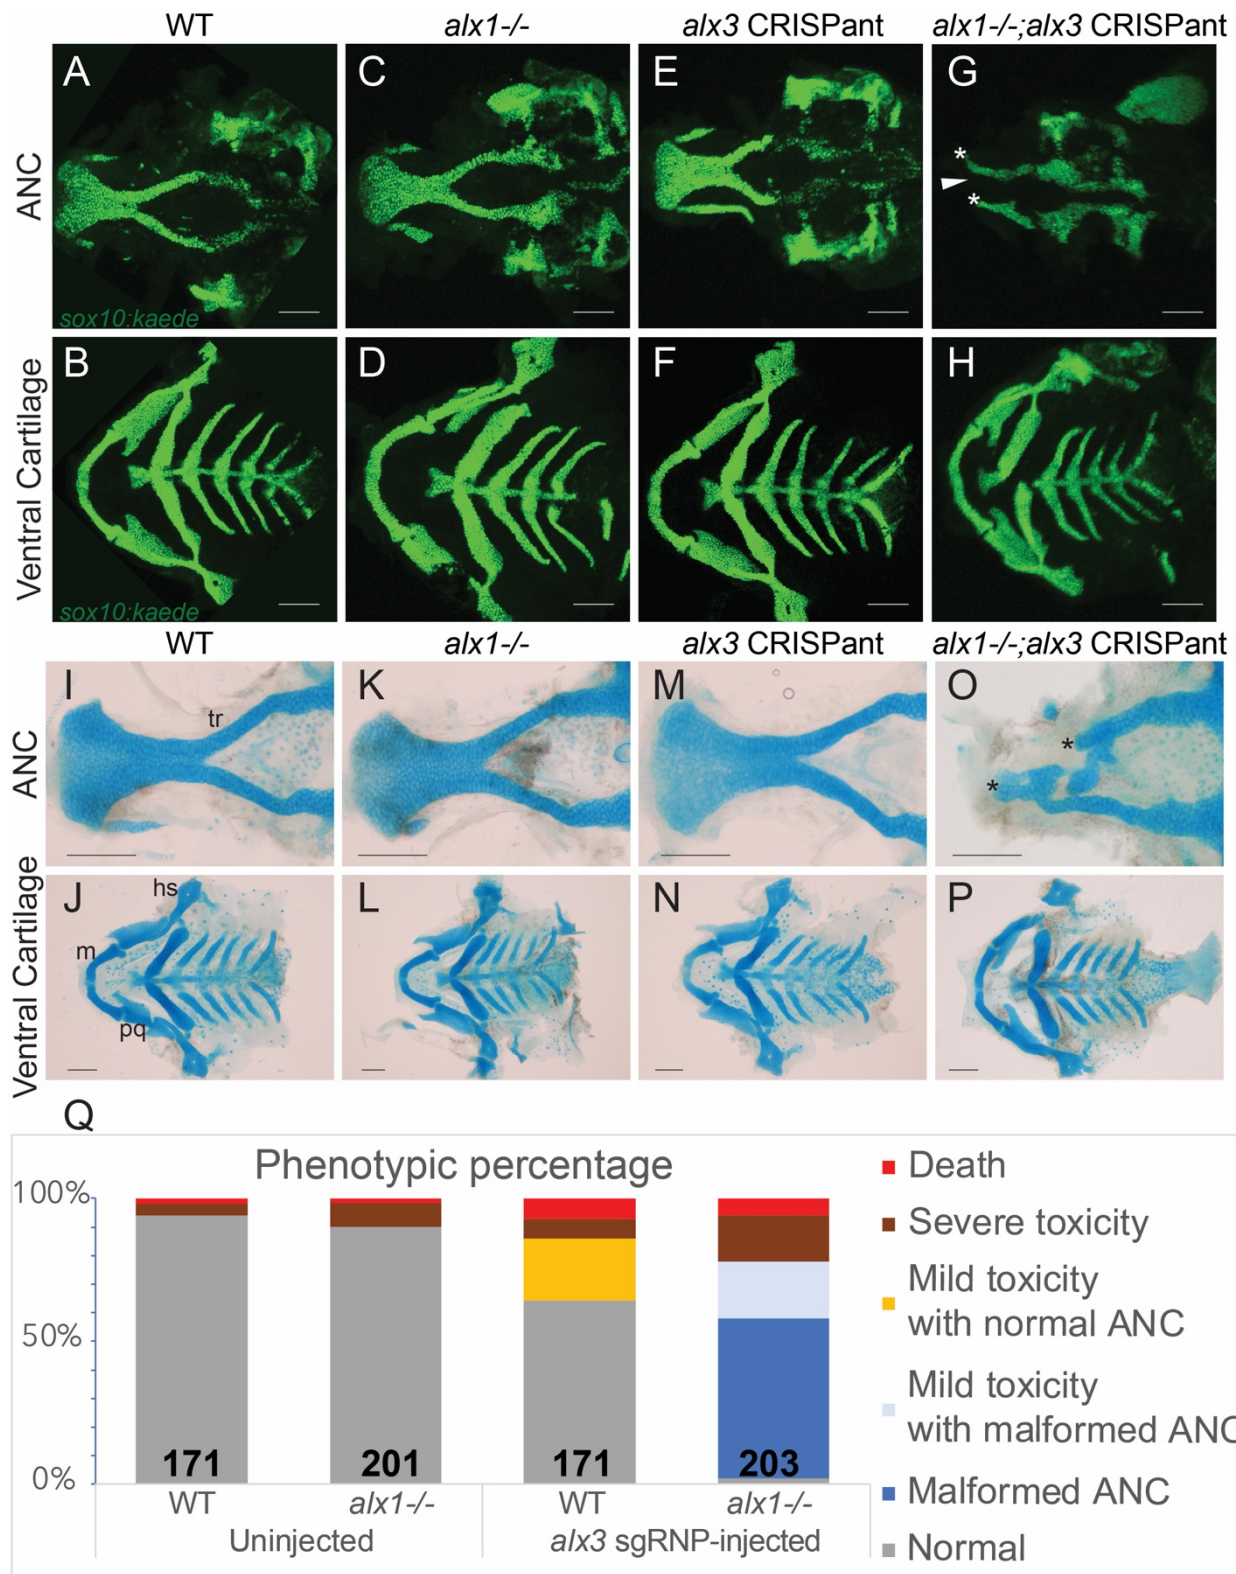 WT alx1-/- alx3 CRISPant alx1-/-;alx3 CRISPant
ANC
A C E G
* *
sox10:kaede
Ventral Cartilage
B D F H
sox10:kaede
WT alx1-/- alx3 CRISPant alx1-/-;alx3 CRISPant
ANC
I K M O
tr
* *
Ventral Cartilage
J L N P
hs
m
pq
Q
Phenotypic percentage
100%
50%
0%
171 201 171 203
WT alx1-/- WT alx1-/-
Uninjected alx3 sgRNP-injected
Death
Severe toxicity
Mild toxicity
with normal ANC
Mild toxicity
with malformed ANC
Malformed ANC
Normal